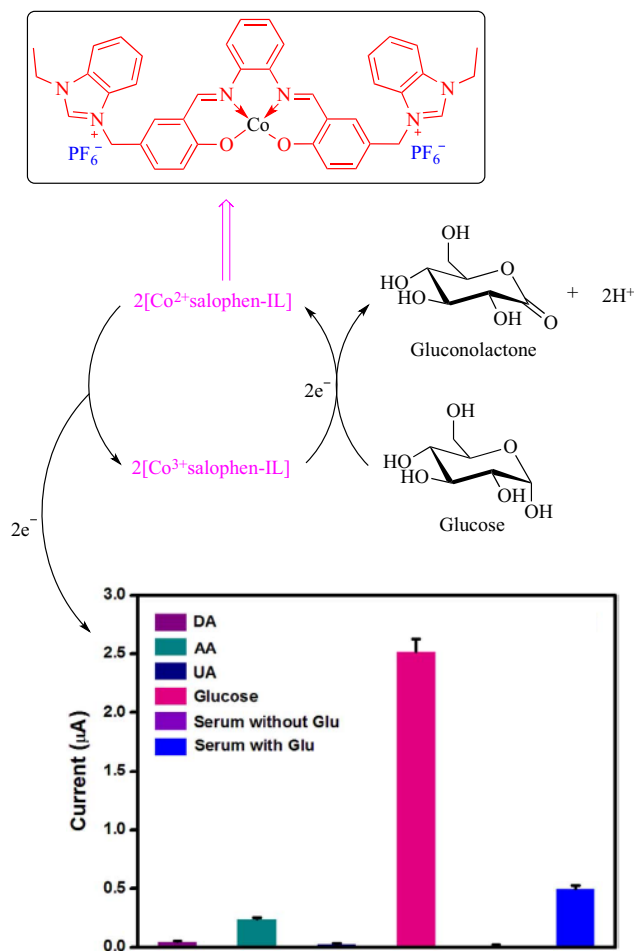 N N Co N N
N + O O N +
PF₆⁻ PF₆⁻
2[Co²⁺salophen-IL]
OH
HO O
HO OH O + 2H⁺
Gluconolactone
2e⁻
2[Co³⁺salophen-IL]
OH
HO O
HO OH OH
Glucose
2e⁻
3.0
2.5
2.0
1.5
1.0
0.5
0.0
Current (µA)
DA
AA
UA
Glucose
Serum without Glu
Serum with Glu